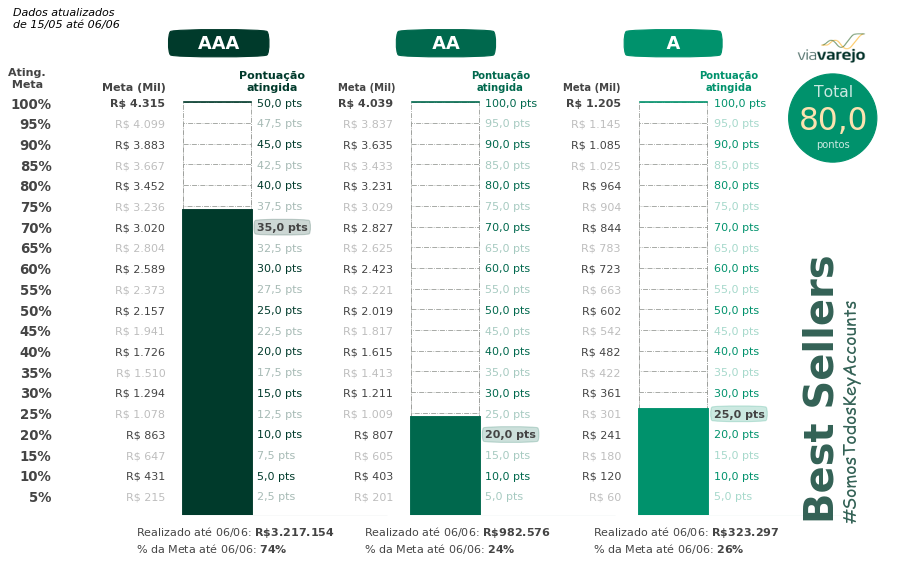 Dados atualizados
de 15/05 até 06/06
AAA
AA
A
viavarejo
Total
80,0
pontos
Ating.
Meta
Meta (Mil)
Pontuação
atingida
Meta (Mil)
Pontuação
atingida
Meta (Mil)
Pontuação
atingida
100% R$ 4.315 50,0 pts R$ 4.039 100,0 pts R$ 1.205 100,0 pts
95% R$ 4.099 47,5 pts R$ 3.837 95,0 pts R$ 1.145 95,0 pts
90% R$ 3.883 45,0 pts R$ 3.635 90,0 pts R$ 1.085 90,0 pts
85% R$ 3.667 42,5 pts R$ 3.433 85,0 pts R$ 1.025 85,0 pts
80% R$ 3.452 40,0 pts R$ 3.231 80,0 pts R$ 964 80,0 pts
75% R$ 3.236 37,5 pts R$ 3.029 75,0 pts R$ 904 75,0 pts
70% R$ 3.020 35,0 pts R$ 2.827 70,0 pts R$ 844 70,0 pts
65% R$ 2.804 32,5 pts R$ 2.625 65,0 pts R$ 783 65,0 pts
60% R$ 2.589 30,0 pts R$ 2.423 60,0 pts R$ 723 60,0 pts
55% R$ 2.373 27,5 pts R$ 2.221 55,0 pts R$ 663 55,0 pts
50% R$ 2.157 25,0 pts R$ 2.019 50,0 pts R$ 602 50,0 pts
45% R$ 1.941 22,5 pts R$ 1.817 45,0 pts R$ 542 45,0 pts
40% R$ 1.726 20,0 pts R$ 1.615 40,0 pts R$ 482 40,0 pts
35% R$ 1.510 17,5 pts R$ 1.413 35,0 pts R$ 422 35,0 pts
30% R$ 1.294 15,0 pts R$ 1.211 30,0 pts R$ 361 30,0 pts
25% R$ 1.078 12,5 pts R$ 1.009 25,0 pts R$ 301 25,0 pts
20% R$ 863 10,0 pts R$ 807 20,0 pts R$ 241 20,0 pts
15% R$ 647 7,5 pts R$ 605 15,0 pts R$ 180 15,0 pts
10% R$ 431 5,0 pts R$ 403 10,0 pts R$ 120 10,0 pts
5% R$ 215 2,5 pts R$ 201 5,0 pts R$ 60 5,0 pts
Realizado até 06/06: R$3.217.154
% da Meta até 06/06: 74%
Realizado até 06/06: R$982.576
% da Meta até 06/06: 24%
Realizado até 06/06: R$323.297
% da Meta até 06/06: 26%
Best Sellers
#SomosTodosKeyAccounts